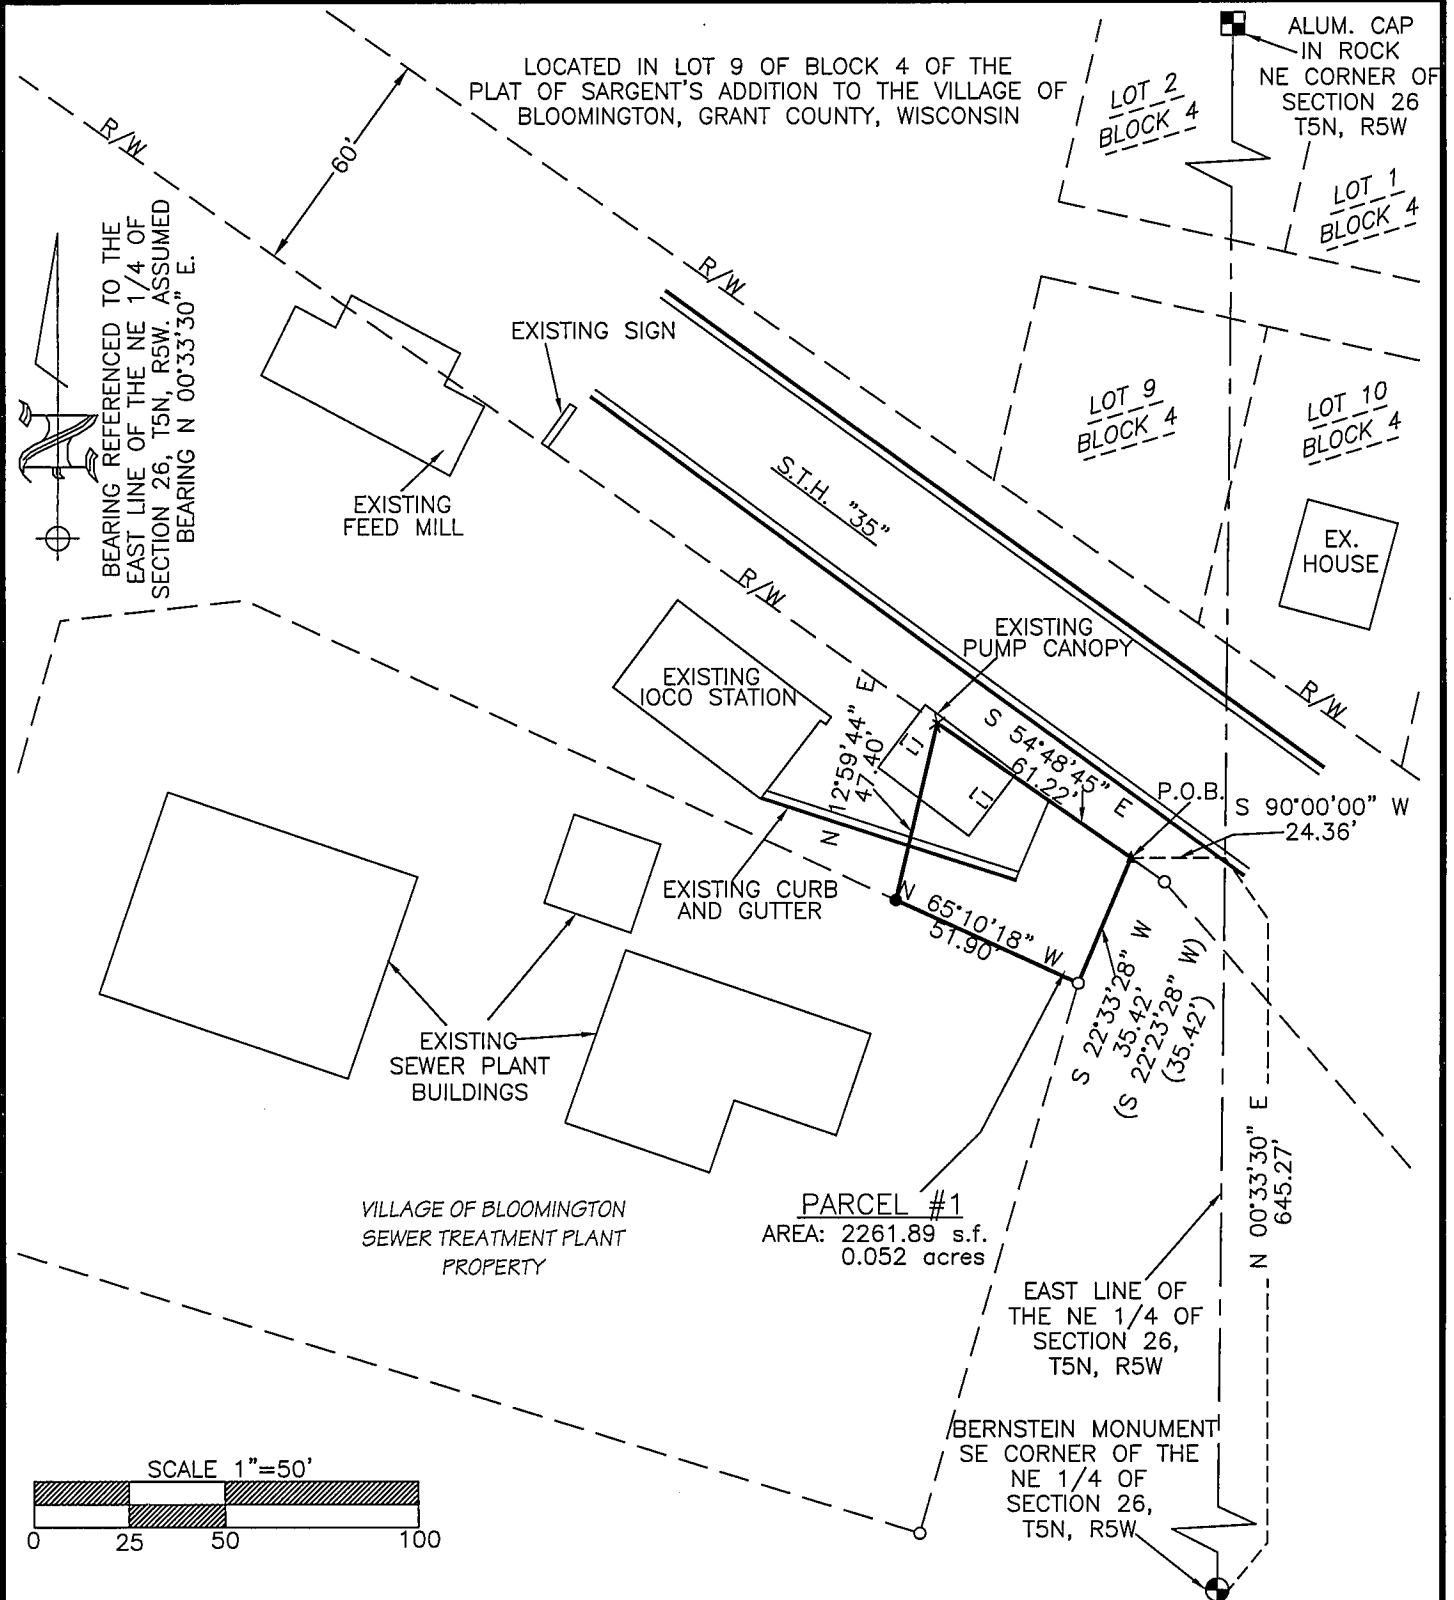 LOCATED IN LOT 9 OF BLOCK 4 OF THE
PLAT OF SARGENT'S ADDITION TO THE VILLAGE OF
BLOOMINGTON, GRANT COUNTY, WISCONSIN
ALUM. CAP
IN ROCK
NE CORNER OF
SECTION 26
T5N, R5W
LOT 2
BLOCK 4
LOT 1
BLOCK 4
R/W
60'
BEARING REFERENCED TO THE
EAST LINE OF THE NE 1/4 OF
SECTION 26, T5N, R5W. ASSUMED
BEARING N 00°33'30" E.
N
R/W
EXISTING SIGN
LOT 9
BLOCK 4
LOT 10
BLOCK 4
EXISTING
FEED MILL
S.T.H. "35"
EX.
HOUSE
R/W
EXISTING
PUMP CANOPY
EXISTING
IOCO STATION
R/W
N 12°59'44" E
47.40'
S 54°48'45" E
61.22'
P.O.B.
S 90°00'00" W
24.36'
EXISTING CURB
AND GUTTER
N 65°10'18" W
51.90'
S 22°33'28" W
35.42'
(S 22°23'28" W)
(35.42')
EXISTING
SEWER PLANT
BUILDINGS
N 00°33'30" E
645.27'
VILLAGE OF BLOOMINGTON
SEWER TREATMENT PLANT
PROPERTY
PARCEL #1
AREA: 2261.89 s.f.
0.052 acres
EAST LINE OF
THE NE 1/4 OF
SECTION 26,
T5N, R5W
BERNSTEIN MONUMENT
SE CORNER OF THE
NE 1/4 OF
SECTION 26,
T5N, R5W
SCALE 1"=50'
0 25 50 100